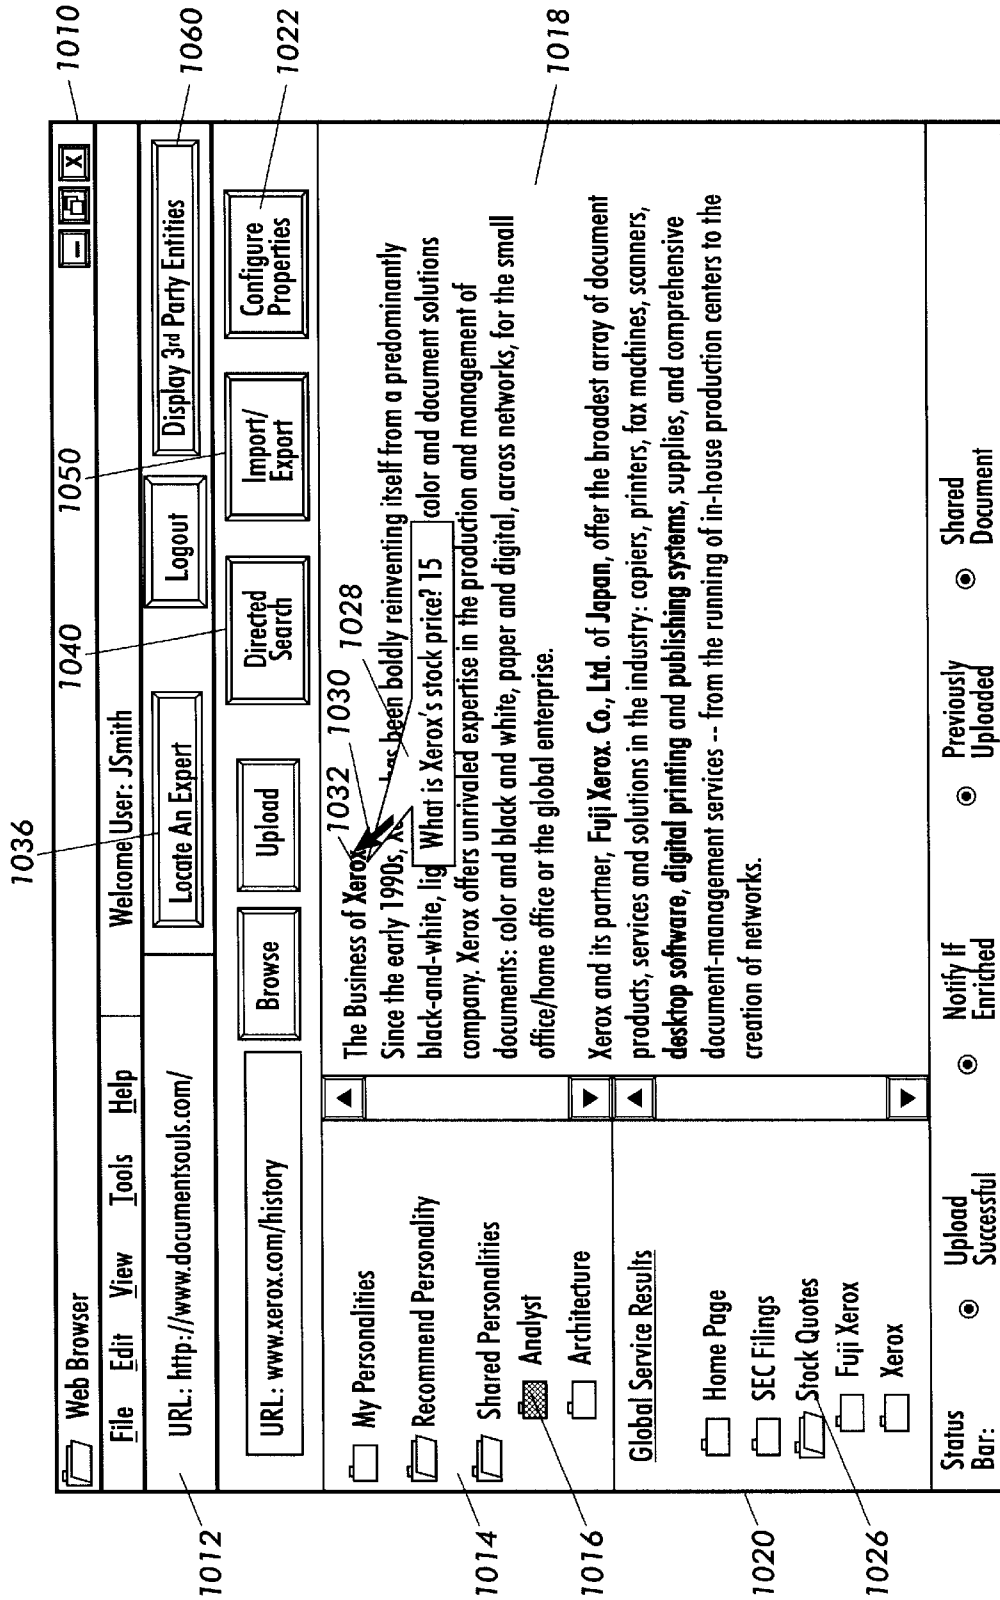 1036
1040
1050
1010
1060
1022
Web Browser
File Edit View Tools Help
Welcome User: JSmith
URL: http://www.documentsouls.com/
Locate An Expert
Logout
Display 3rd Party Entities
URL: www.xerox.com/history
Browse
Upload
Directed
Search
Import/
Export
Configure
Properties
1012
1014
1016
1020
1026
My Personalities
Recommend Personality
Shared Personalities
Analyst
Architecture
Global Service Results
Home Page
SEC Filings
Stock Quotes
Fuji Xerox
Xerox
1032
1030
1028
1018
The Business of Xerox
Since the early 1990s, has been boldly reinventing itself from a predominantly
black-and-white, color and document solutions
What is Xerox's stock price? 15
company. Xerox offers unrivaled expertise in the production and management of
documents: color and black and white, paper and digital, across networks, for the small
office/home office or the global enterprise.
Xerox and its partner, Fuji Xerox. Co., Ltd. of Japan, offer the broadest array of document
products, services and solutions in the industry: copiers, printers, fax machines, scanners,
desktop software, digital printing and publishing systems, supplies, and comprehensive
document-management services -- from the running of in-house production centers to the
creation of networks.
Status
Bar:
Upload
Successful
Notify If
Enriched
Previously
Uploaded
Shared
Document